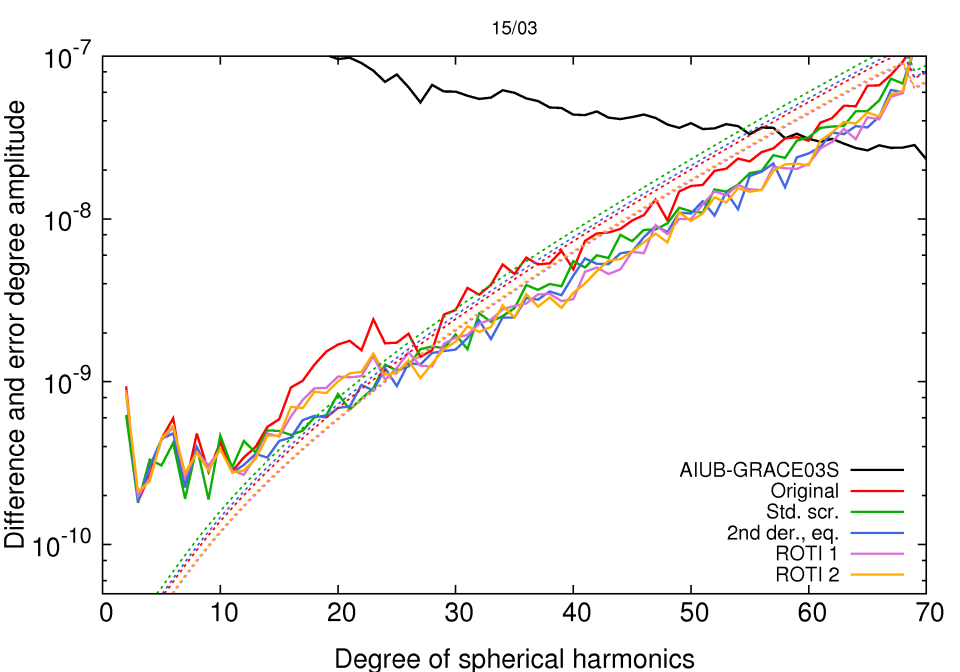 15/03
Difference and error degree amplitude
10^-7
10^-8
10^-9
10^-10
AIUB-GRACE03S
Original
Std. scr.
2nd der., eq.
ROTI 1
ROTI 2
0 10 20 30 40 50 60 70
Degree of spherical harmonics